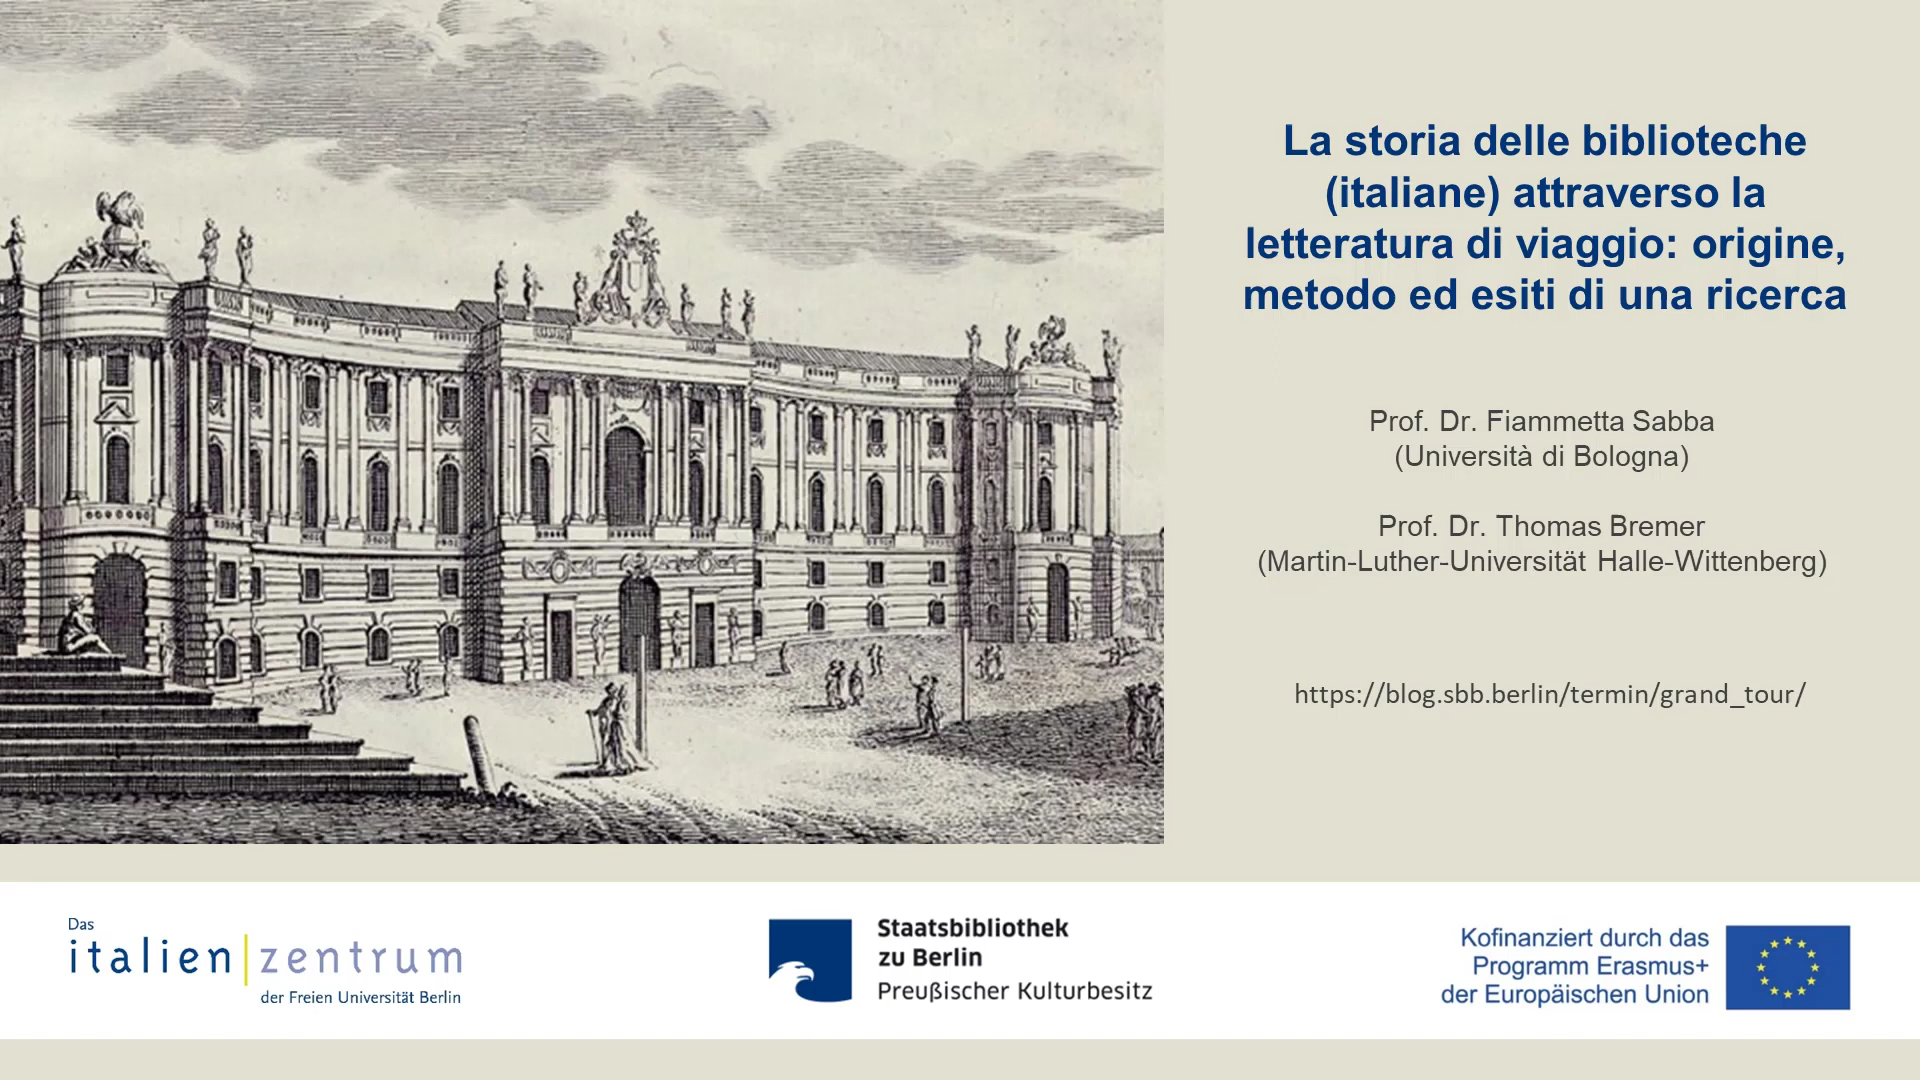 La storia delle biblioteche
(italiane) attraverso la
letteratura di viaggio: origine,
metodo ed esiti di una ricerca
Prof. Dr. Fiammetta Sabba
(Università di Bologna)
Prof. Dr. Thomas Bremer
(Martin-Luther-Universität Halle-Wittenberg)
https://blog.sbb.berlin/termin/grand_tour/
Das
italien|zentrum
der Freien Universität Berlin
Staatsbibliothek
zu Berlin
Preußischer Kulturbesitz
Kofinanziert durch das
Programm Erasmus+
der Europäischen Union